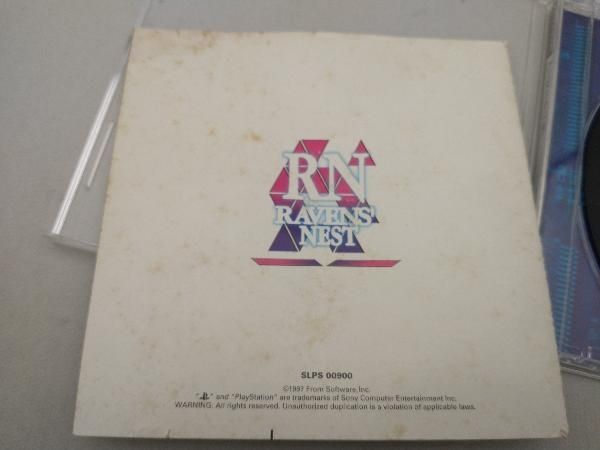 RN
RAVENS'
NEST
SLPS 00900
©1997 From Software, Inc.
" " and "PlayStation" are trademarks of Sony Computer Entertainment Inc.
WARNING: All rights reserved. Unauthorized duplication is a violation of applicable laws.